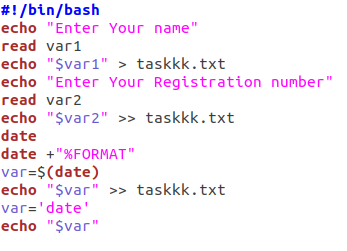 #!/bin/bash
echo "Enter Your name"
read var1
echo "$var1" > taskkk.txt
echo "Enter Your Registration number"
read var2
echo "$var2" >> taskkk.txt
date
date +"%FORMAT"
var=$(date)
echo "$var" >> taskkk.txt
var='date'
echo "$var"